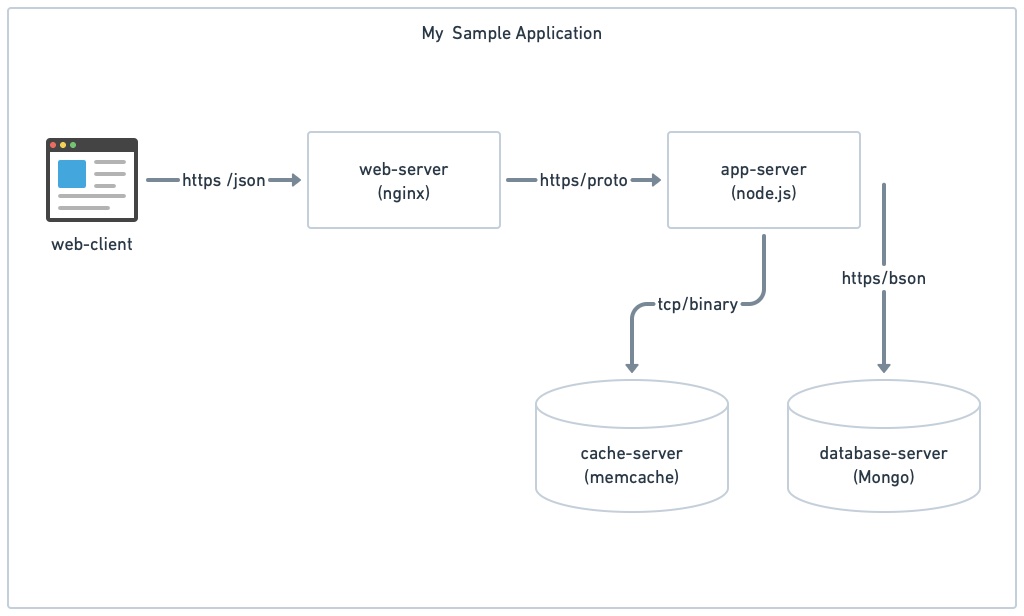 My Sample Application
https /json
web-server
(nginx)
https/proto
app-server
(node.js)
web-client
https/bson
tcp/binary
cache-server
(memcache)
database-server
(Mongo)